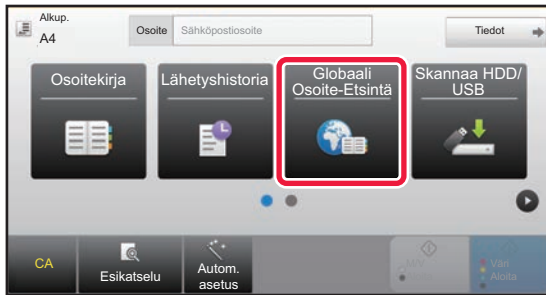 Alkup.
A4
Osoite
Sähköpostiosoite
Tiedot
Osoitekirja
Lähetyshistoria
Globaali
Osoite-Etsintä
Skannaa HDD/
USB
CA
Esikatselu
Autom.
asetus
M/V
Aloita
Väri
Aloita